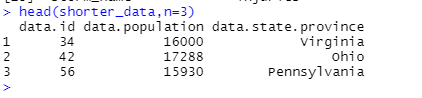 > head(shorter_data,n=3)
data.id data.population data.state.province
1 34 16000 Virginia
2 42 17288 Ohio
3 56 15930 Pennsylvania
>